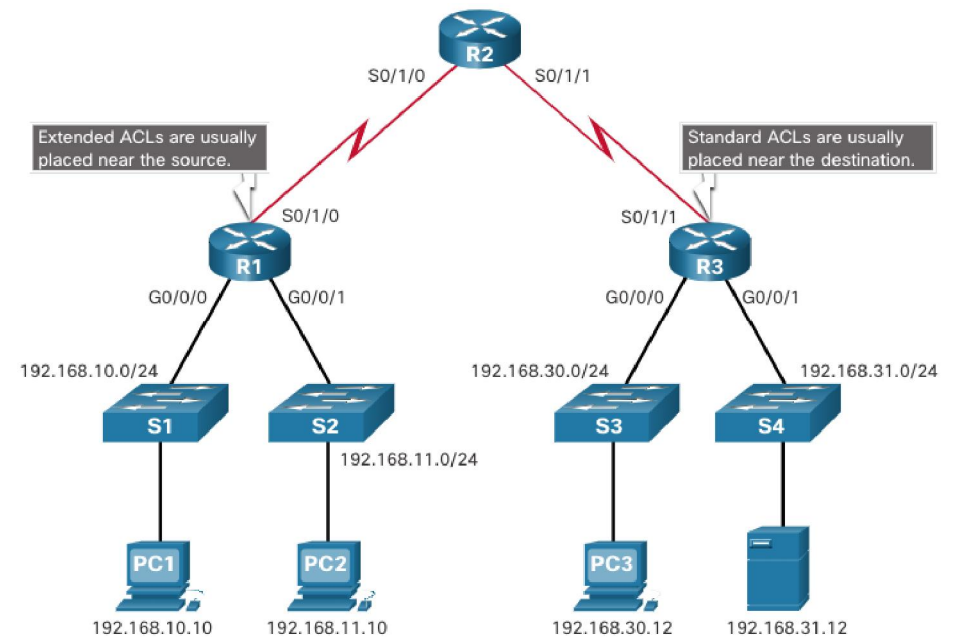 R2
S0/1/0
S0/1/1
Extended ACLs are usually
placed near the source.
Standard ACLs are usually
placed near the destination.
S0/1/0
S0/1/1
R1
R3
G0/0/0
G0/0/1
G0/0/0
G0/0/1
192.168.10.0/24
192.168.30.0/24
192.168.31.0/24
S1
S2
S3
S4
192.168.11.0/24
PC1
PC2
PC3
192.168.10.10
192.168.11.10
192.168.30.12
192.168.31.12